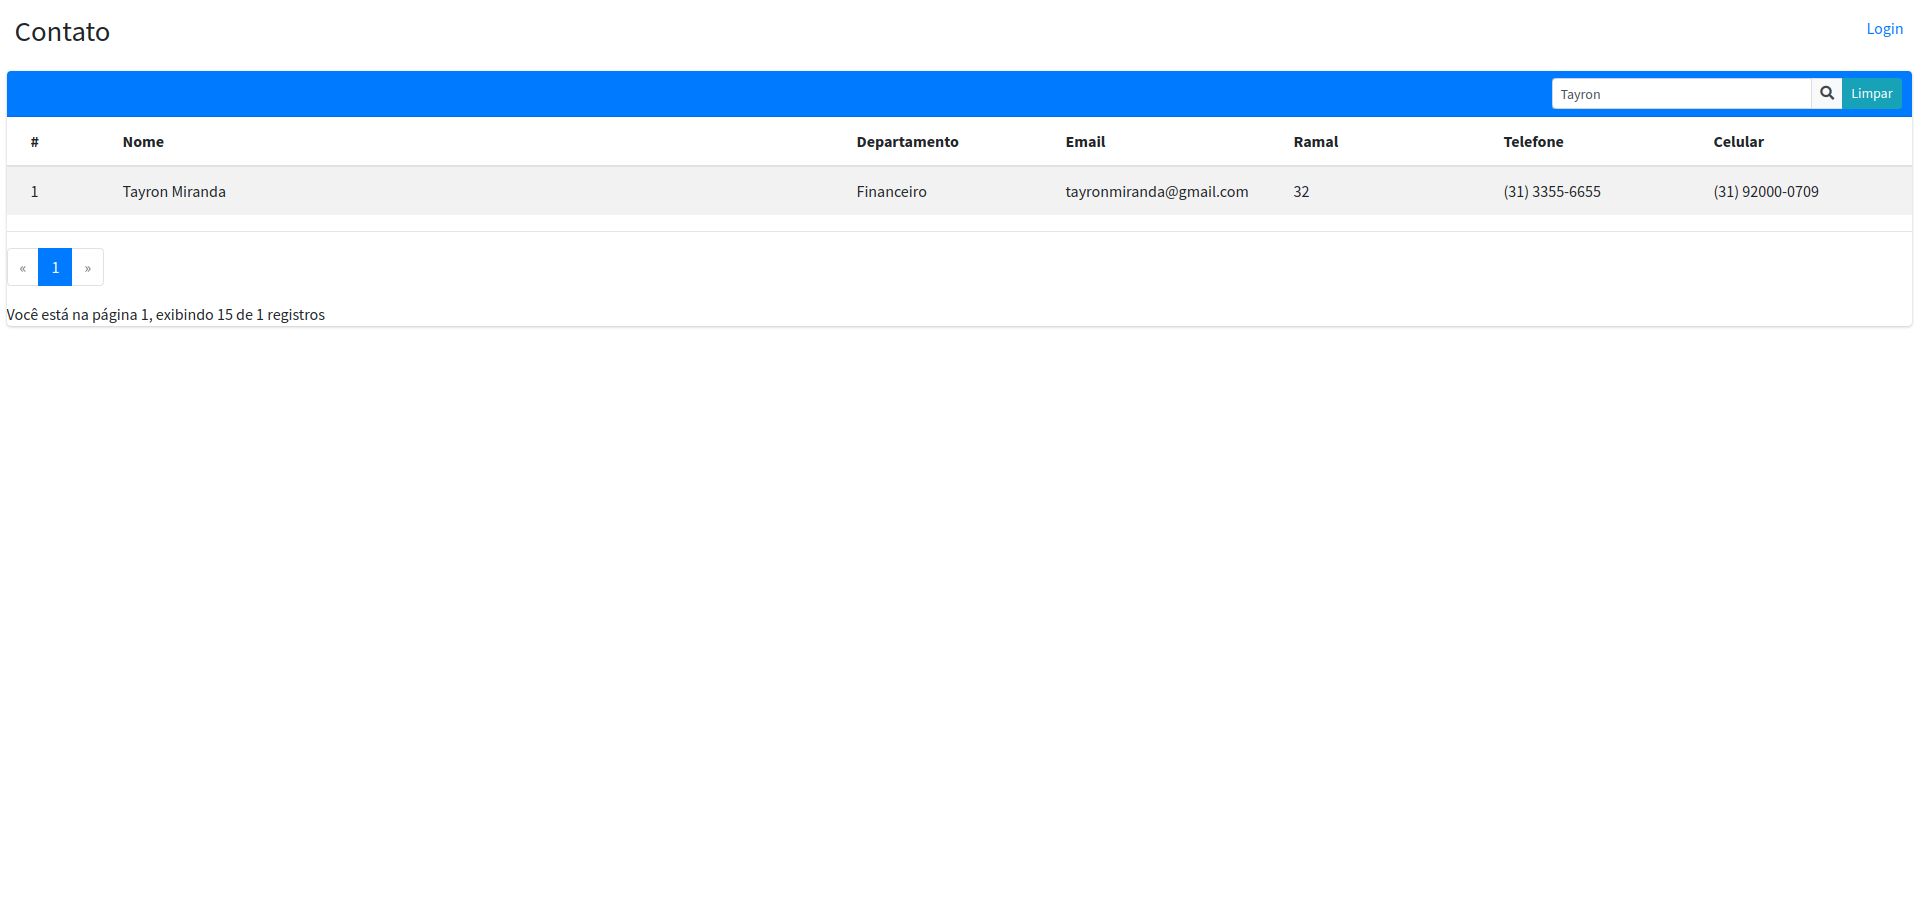 Contato
Login
Tayron
Limpar
# Nome Departamento Email Ramal Telefone Celular
1 Tayron Miranda Financeiro tayronmiranda@gmail.com 32 (31) 3355-6655 (31) 92000-0709
« 1 »
Você está na página 1, exibindo 15 de 1 registros